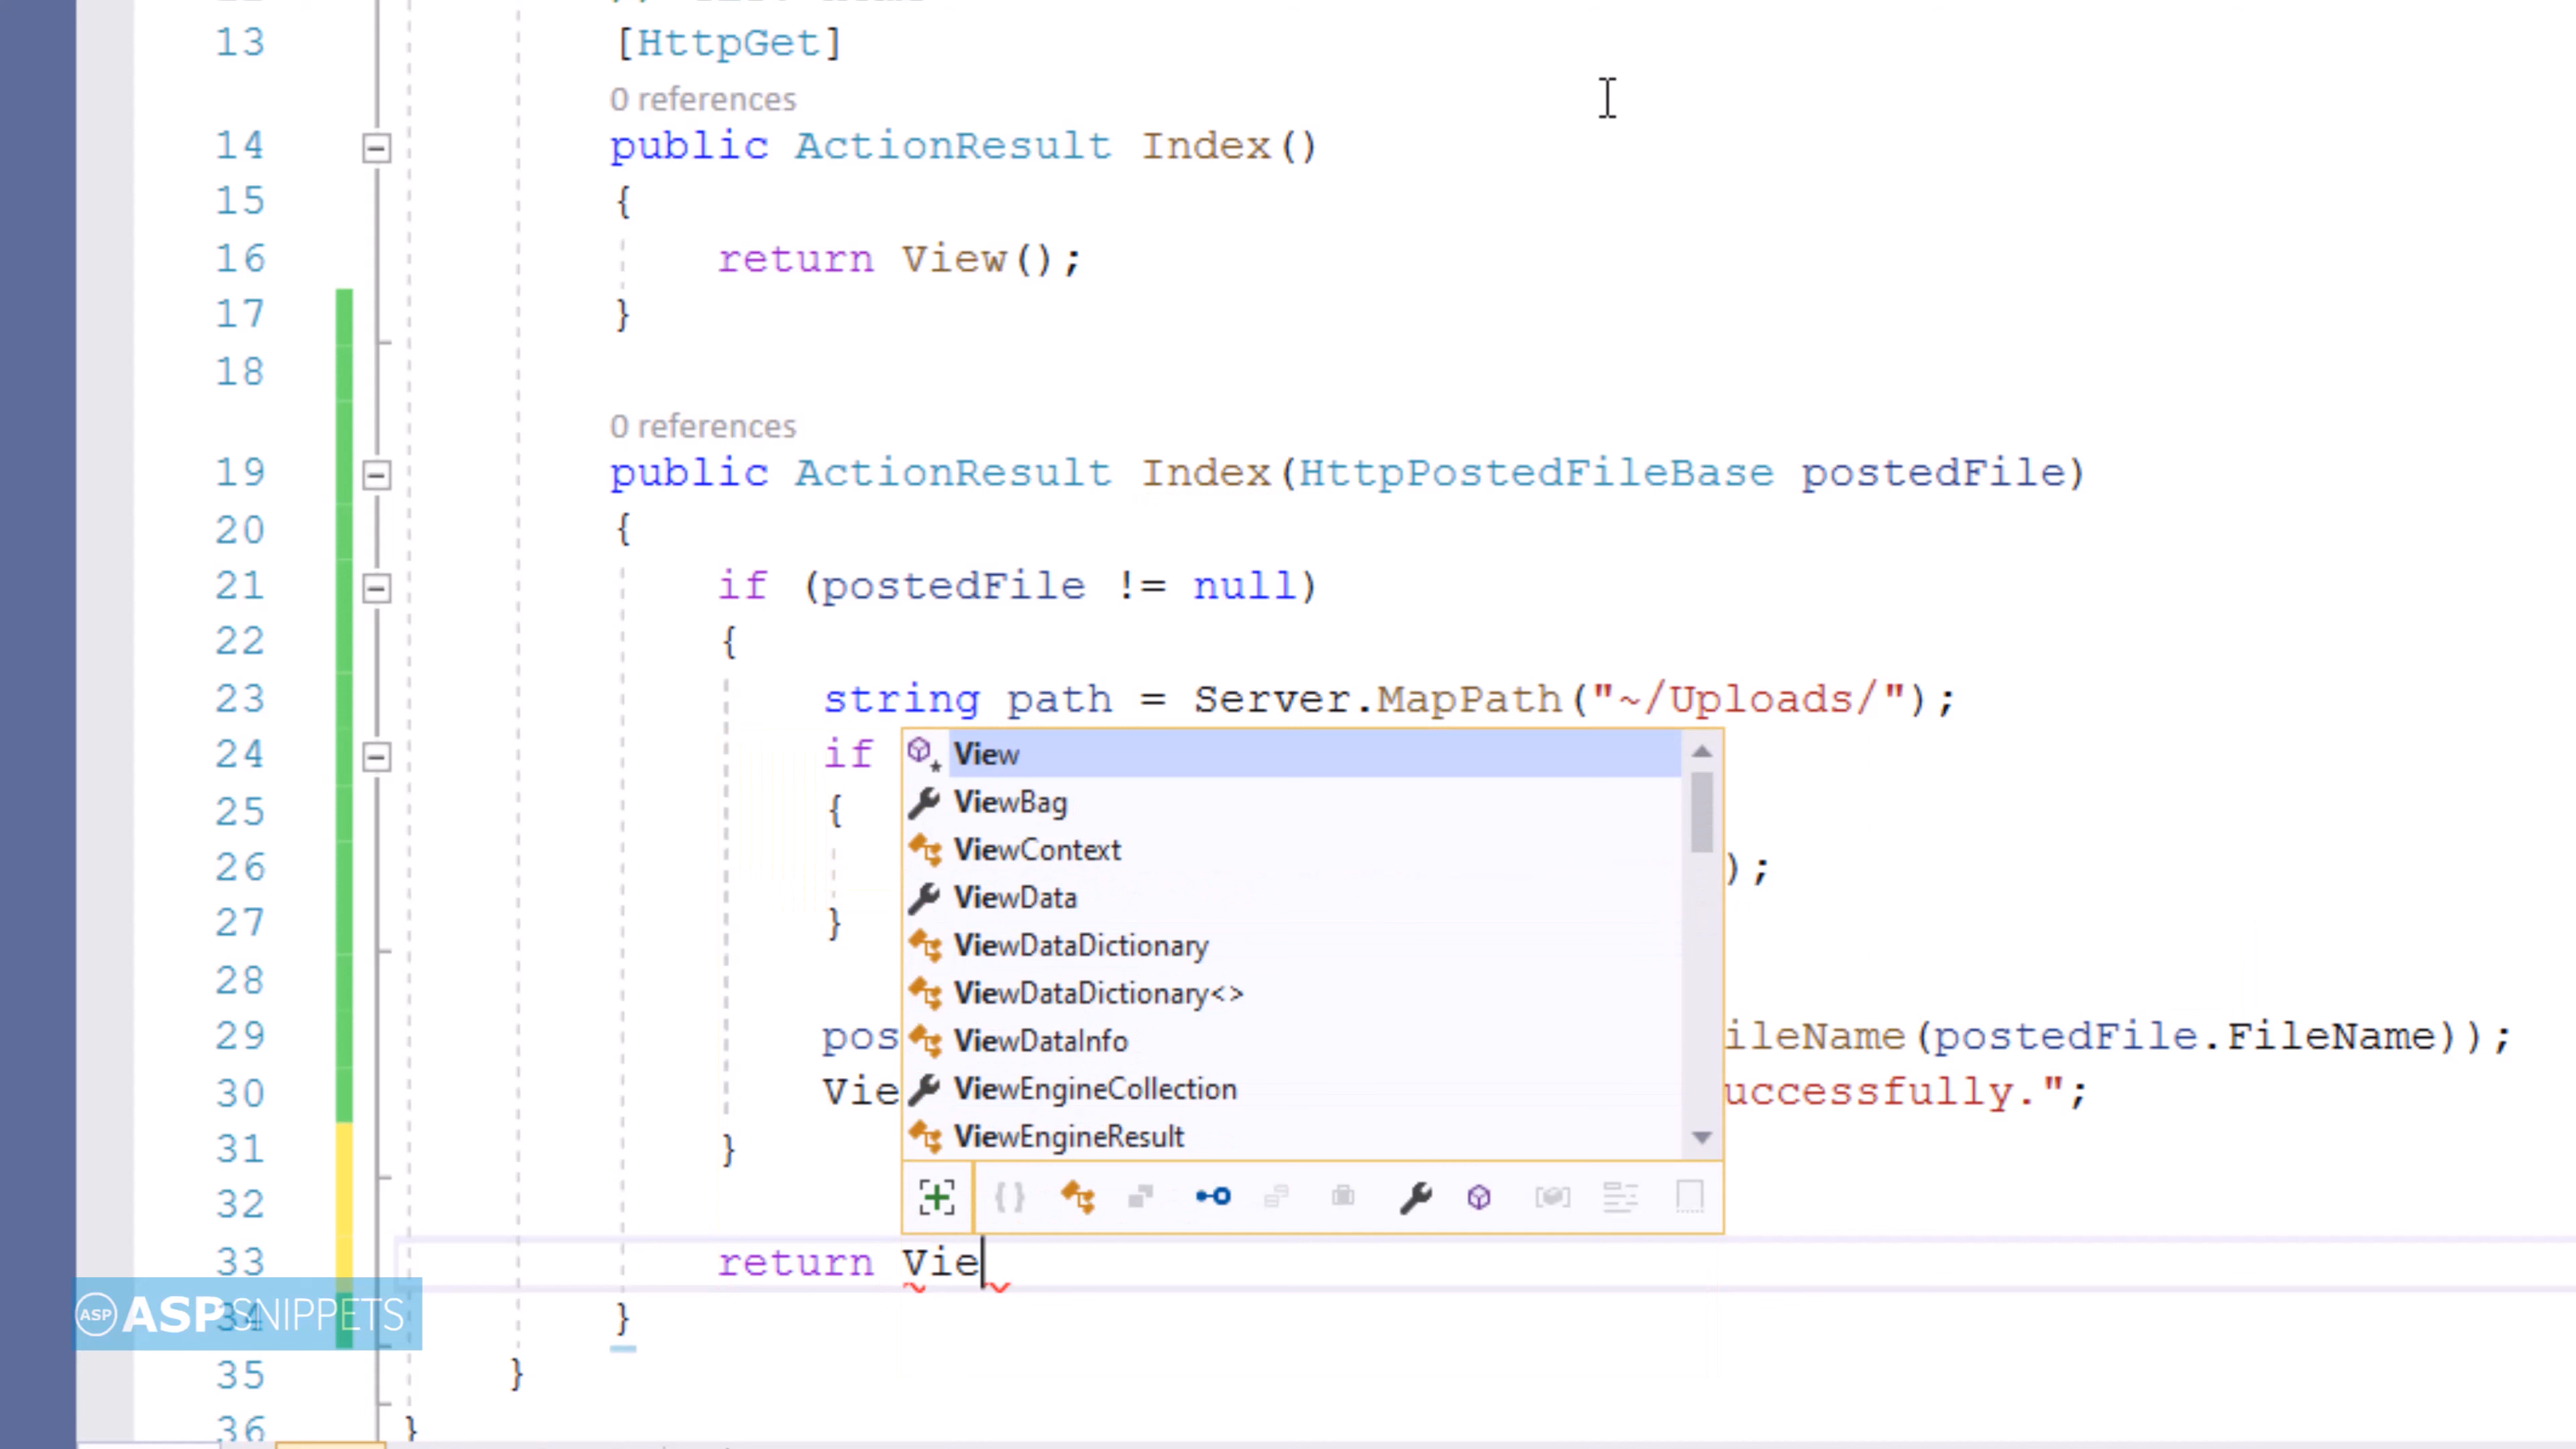 13 [HttpGet]
0 references
14 public ActionResult Index()
15 {
16 return View();
17 }
18
0 references
19 public ActionResult Index(HttpPostedFileBase postedFile)
20 {
21 if (postedFile != null)
22 {
23 string path = Server.MapPath("~/Uploads/");
24 if
25 {
26 );
27 }
28
29 pos ileName(postedFile.FileName));
30 Vie uccessfully.";
31 }
32
33 return Vie
34 }
35 }
36 }
View
ViewBag
ViewContext
ViewData
ViewDataDictionary
ViewDataDictionary<>
ViewDataInfo
ViewEngineCollection
ViewEngineResult
ASP ASPSNIPPETS